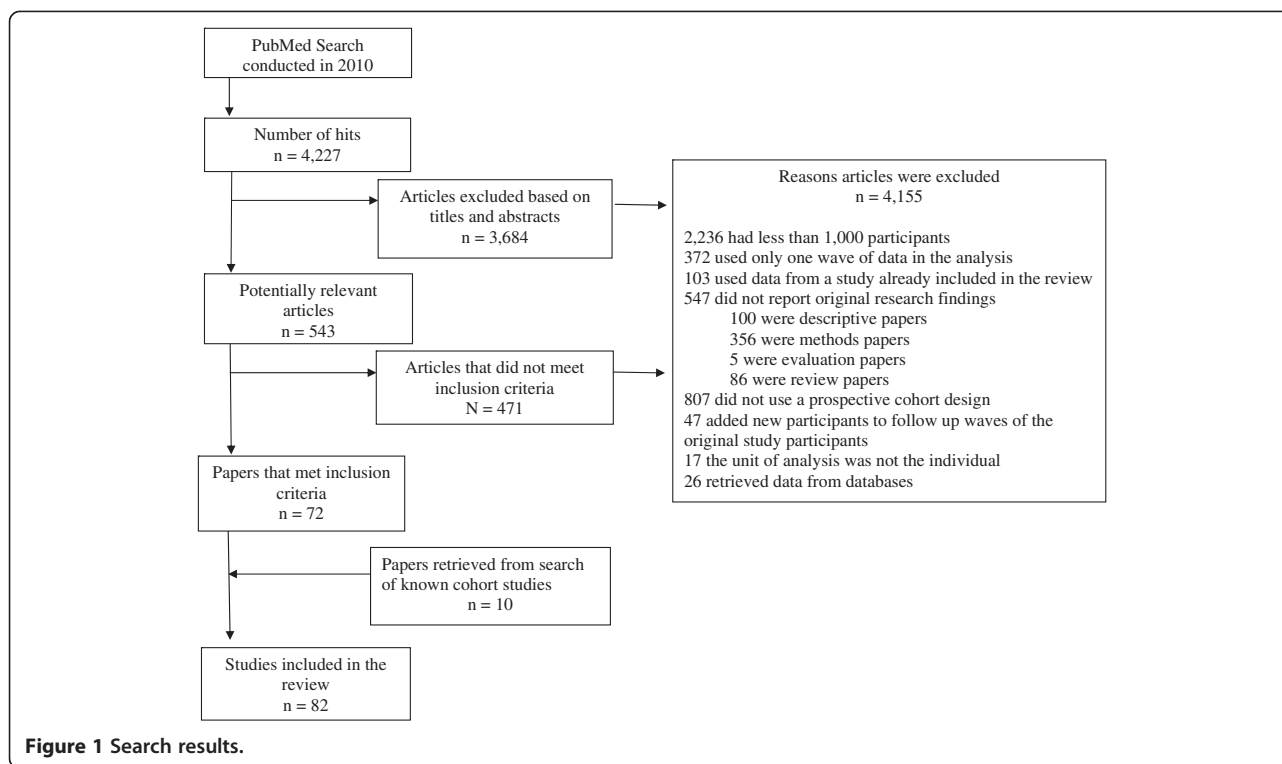 PubMed Search
conducted in 2010
Number of hits
n = 4,227
Articles excluded based on
titles and abstracts
n = 3,684
Reasons articles were excluded
n = 4,155
2,236 had less than 1,000 participants
372 used only one wave of data in the analysis
103 used data from a study already included in the review
547 did not report original research findings
100 were descriptive papers
356 were methods papers
5 were evaluation papers
86 were review papers
807 did not use a prospective cohort design
47 added new participants to follow up waves of the
original study participants
17 the unit of analysis was not the individual
26 retrieved data from databases
Potentially relevant
articles
n = 543
Articles that did not meet
inclusion criteria
N = 471
Papers that met inclusion
criteria
n = 72
Papers retrieved from search
of known cohort studies
n = 10
Studies included in the
review
n = 82
Figure 1 Search results.